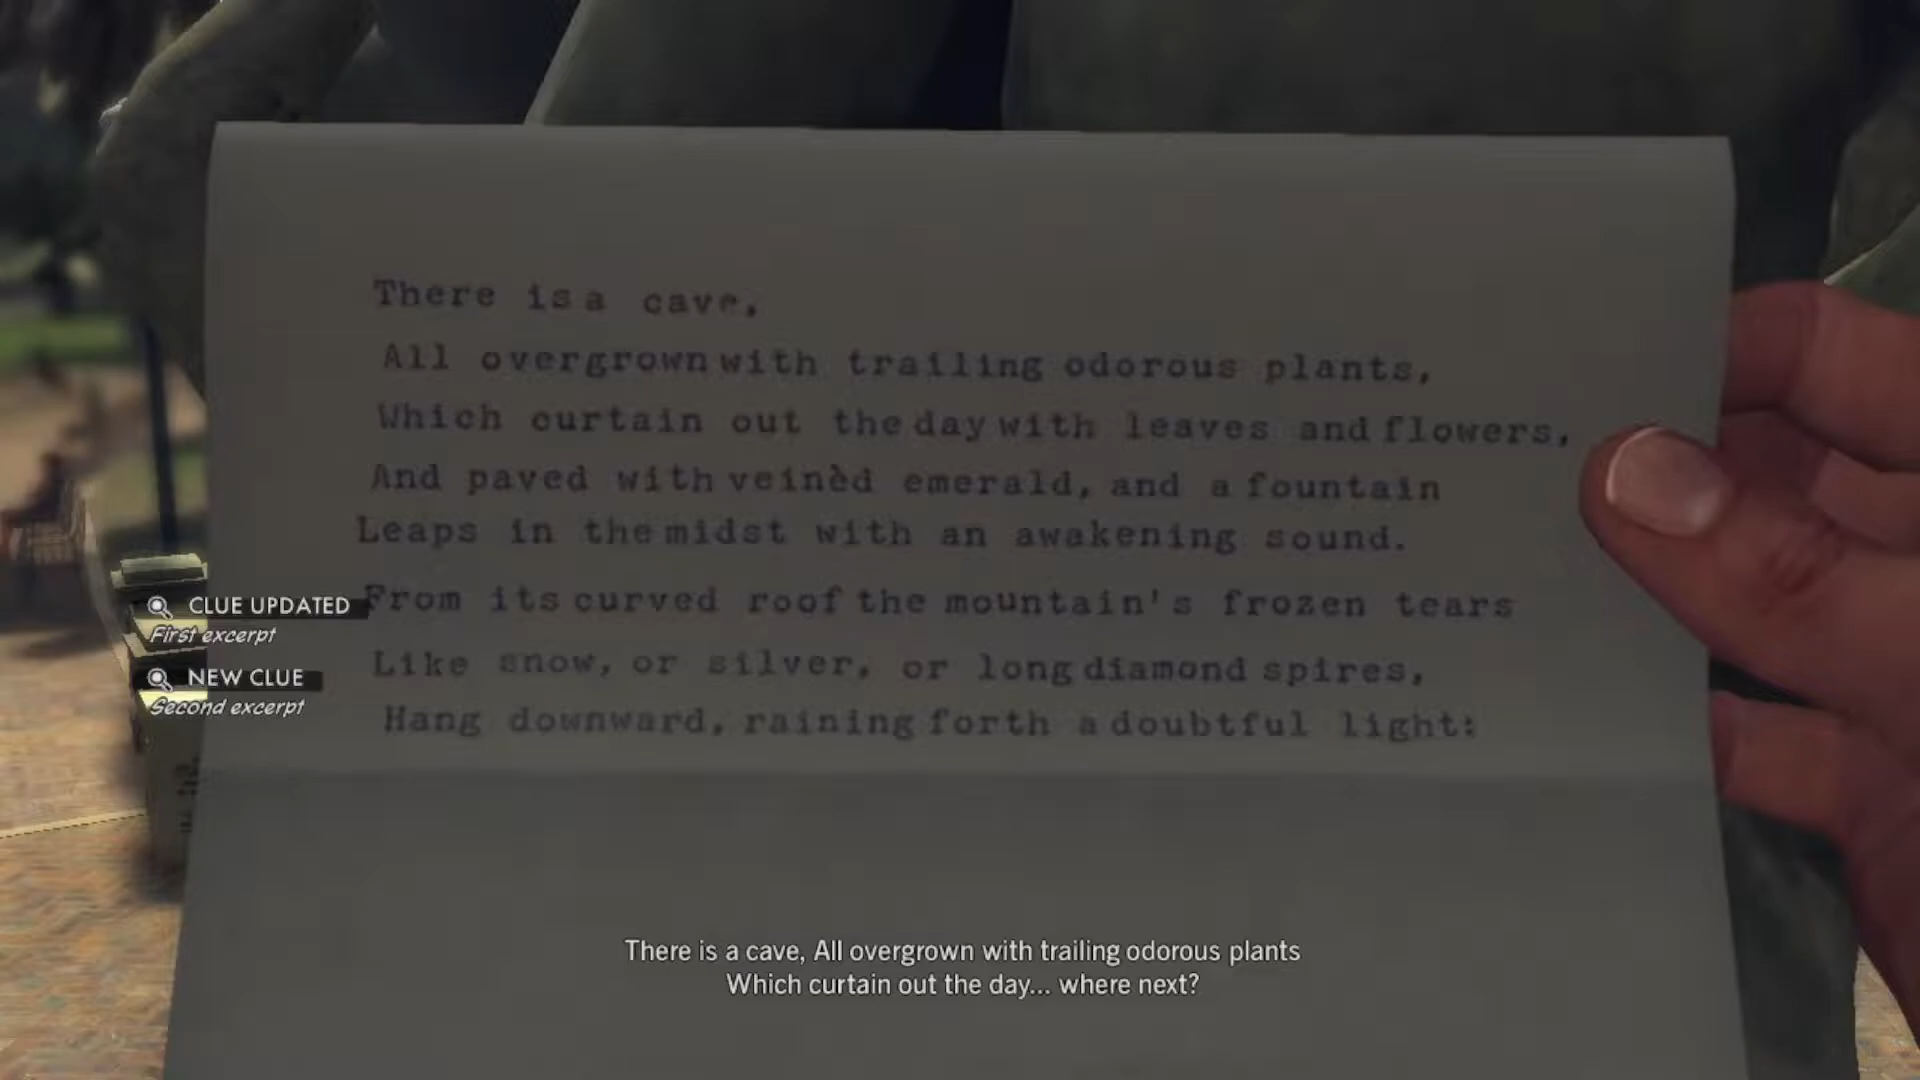 There is a cave,
All overgrown with trailing odorous plants,
Which curtain out the day with leaves and flowers,
And paved with veinèd emerald, and a fountain
Leaps in the midst with an awakening sound.
From its curved roof the mountain's frozen tears
Like snow, or silver, or long diamond spires,
Hang downward, raining forth a doubtful light:
CLUE UPDATED
First excerpt
NEW CLUE
Second excerpt
There is a cave, All overgrown with trailing odorous plants
Which curtain out the day... where next?